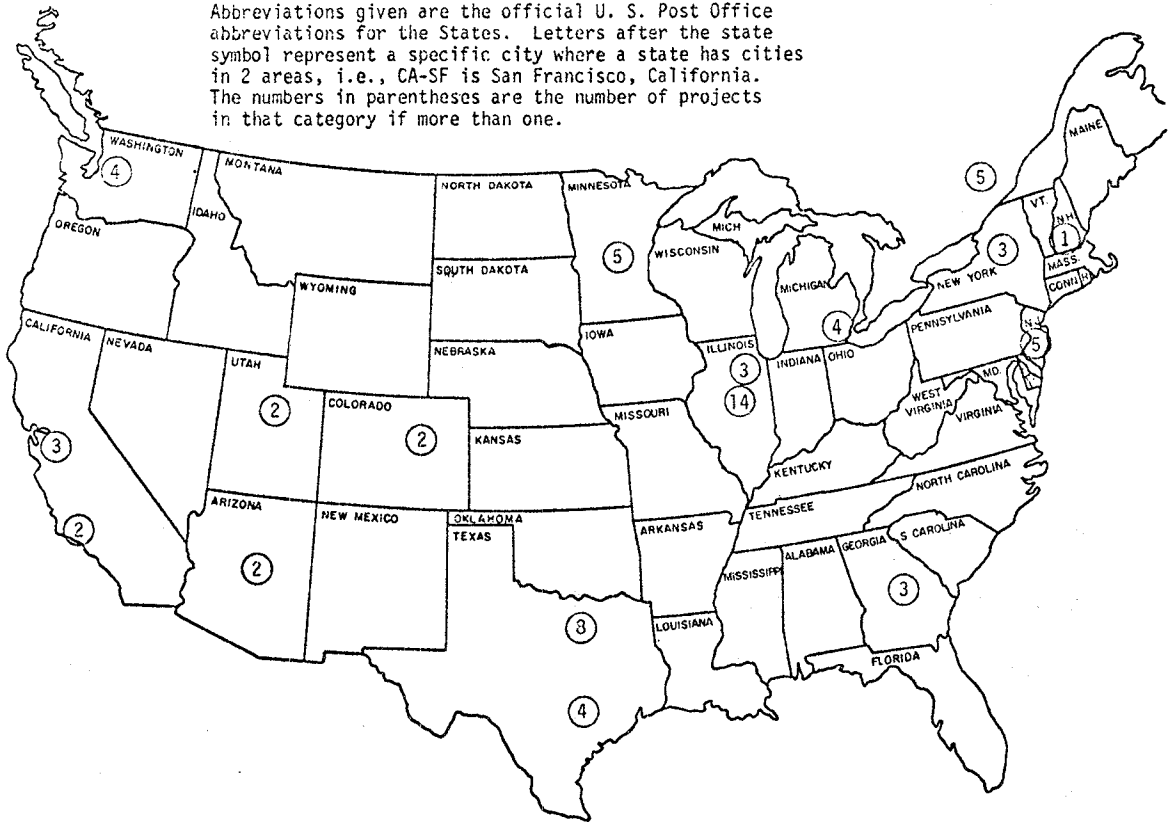 Abbreviations given are the official U. S. Post Office
abbreviations for the States. Letters after the state
symbol represent a specific city where a state has cities
in 2 areas, i.e., CA-SF is San Francisco, California.
The numbers in parentheses are the number of projects
in that category if more than one.
WASHINGTON
4
MONTANA
NORTH DAKOTA
MINNESOTA
MAINE
5
IDAHO
OREGON
VT.
N.H.
1
MICH
WISCONSIN
3
5
SOUTH DAKOTA
MASS.
NEW YORK
CONN
WYOMING
MICHIGAN
4
CALIFORNIA
NEVADA
IOWA
PENNSYLVANIA
N.J.
5
UTAH
NEBRASKA
ILLINOIS
3
INDIANA
OHIO
MD.
14
2
COLORADO
2
MISSOURI
WEST
VIRGINIA
VIRGINIA
3
KANSAS
KENTUCKY
NORTH CAROLINA
2
ARIZONA
NEW MEXICO
OKLAHOMA
TEXAS
TENNESSEE
ARKANSAS
S CAROLINA
ALABAMA
GEORGIA
2
MISSISSIPPI
3
8
LOUISIANA
FLORIDA
4